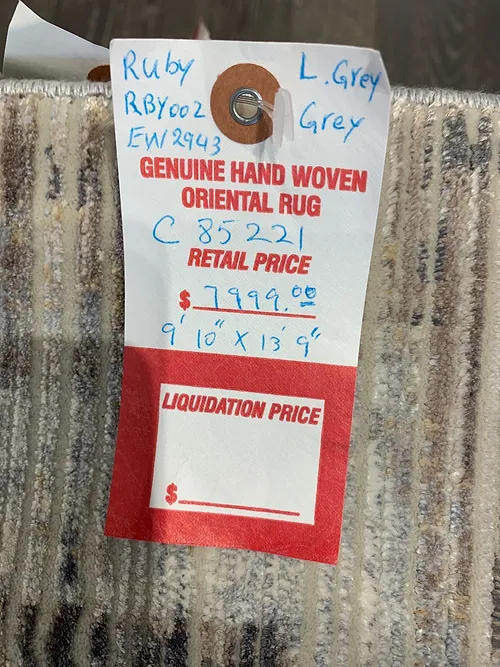 Ruby L. Grey
RBY002 Grey
EW2943
GENUINE HAND WOVEN
ORIENTAL RUG
C 85221
RETAIL PRICE
$ 7999.00
9' 10" X 13' 9"
LIQUIDATION PRICE
$